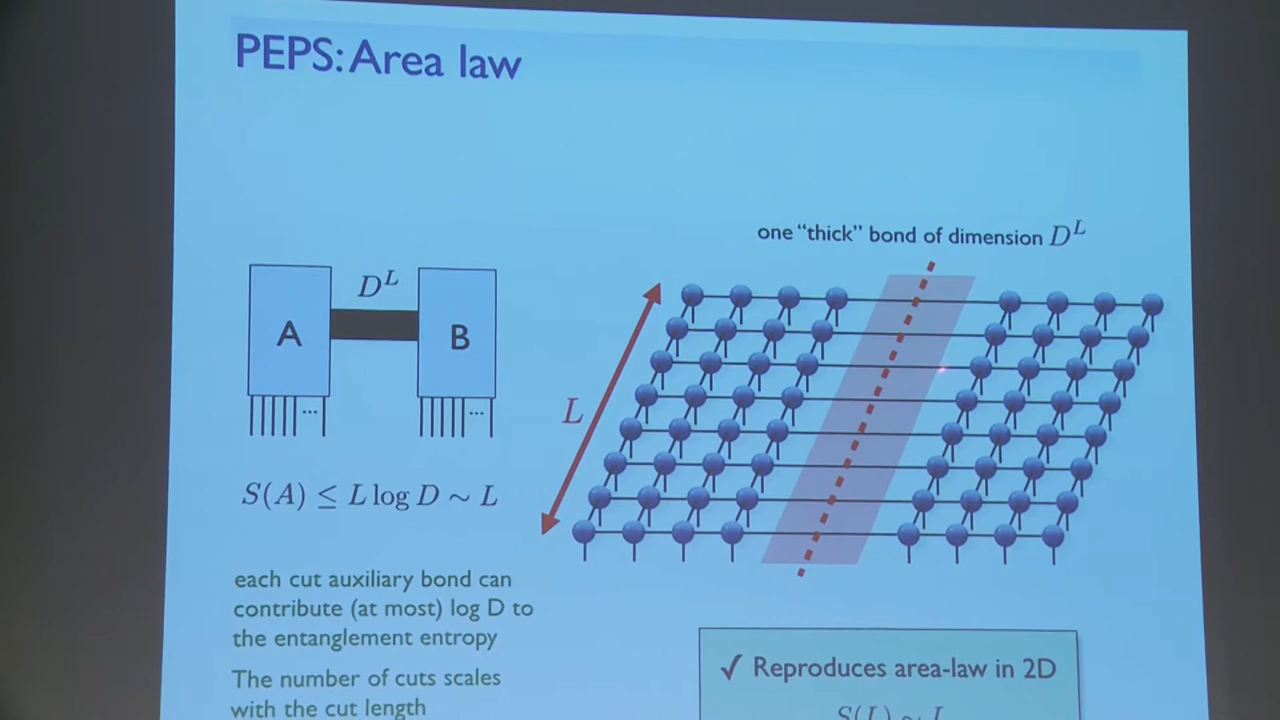 PEPS: Area law
one “thick” bond of dimension D^L
D^L
A
B
...
...
L
S(A) ≤ L log D ~ L
each cut auxiliary bond can
contribute (at most) log D to
the entanglement entropy
The number of cuts scales
with the cut length
✓ Reproduces area-law in 2D
S(L) ~ L